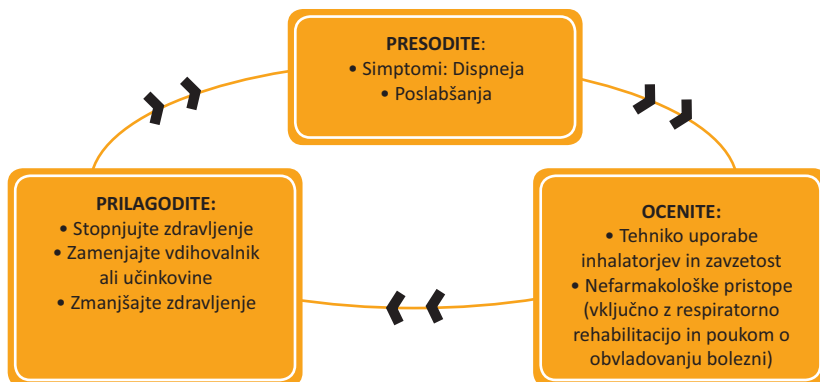 PRESODITE:
• Simptomi: Dispneja
• Poslabšanja
PRILAGODITE:
• Stopnjujte zdravljenje
• Zamenjajte vdihovalnik
ali učinkovine
• Zmanjšajte zdravljenje
OCENITE:
• Tehniko uporabe
inhalatorjev in zavzetost
• Nefarmakološke pristope
(vključno z respiratorno
rehabilitacijo in poukom o
obvladovanju bolezni)